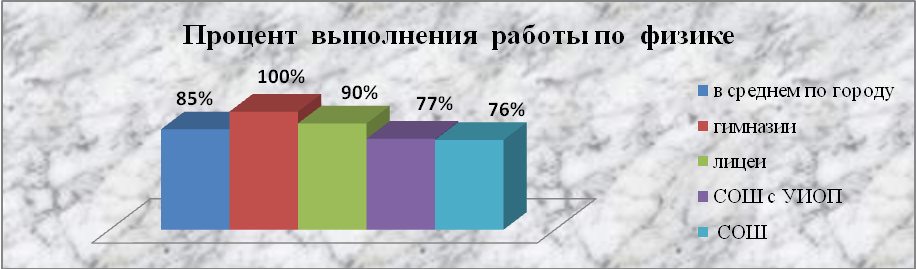 Процент выполнения работы по физике
85%
100%
90%
77%
76%
в среднем по городу
гимназии
лицеи
СОШ с УИОП
СОШ